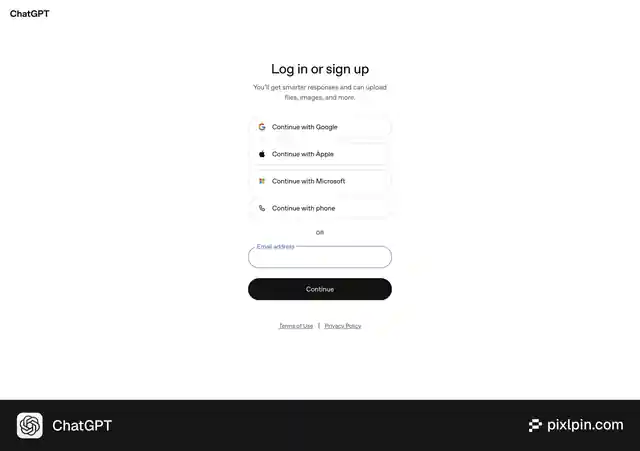 ChatGPT
Log in or sign up
You'll get smarter responses and can upload
files, images, and more.
Continue with Google
Continue with Apple
Continue with Microsoft
Continue with phone
OR
Email address
Continue
Terms of Use | Privacy Policy
ChatGPT
pixlpin.com